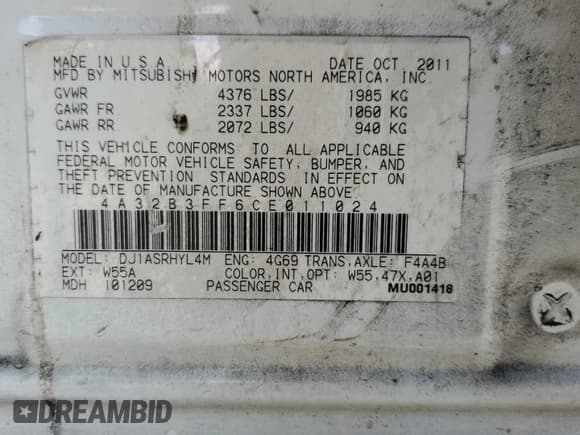 MADE IN U.S.A. DATE OCT 2011
MFD BY MITSUBISHI MOTORS NORTH AMERICA, INC.
GVWR 4376 LBS/ 1985 KG
GAWR FR 2337 LBS/ 1060 KG
GAWR RR 2072 LBS/ 940 KG
THIS VEHICLE CONFORMS TO ALL APPLICABLE
FEDERAL MOTOR VEHICLE SAFETY, BUMPER, AND
THEFT PREVENTION STANDARDS IN EFFECT ON
THE DATE OF MANUFACTURE SHOWN ABOVE
4A32B3FF6CE011024
MODEL: DJ1ASRHYL4M ENG: 4G69 TRANS,AXLE: F4A4B
EXT: W55A COLOR,INT,OPT: W55,47X,A01
MDH 101209 PASSENGER CAR MU001418
DREAMBID